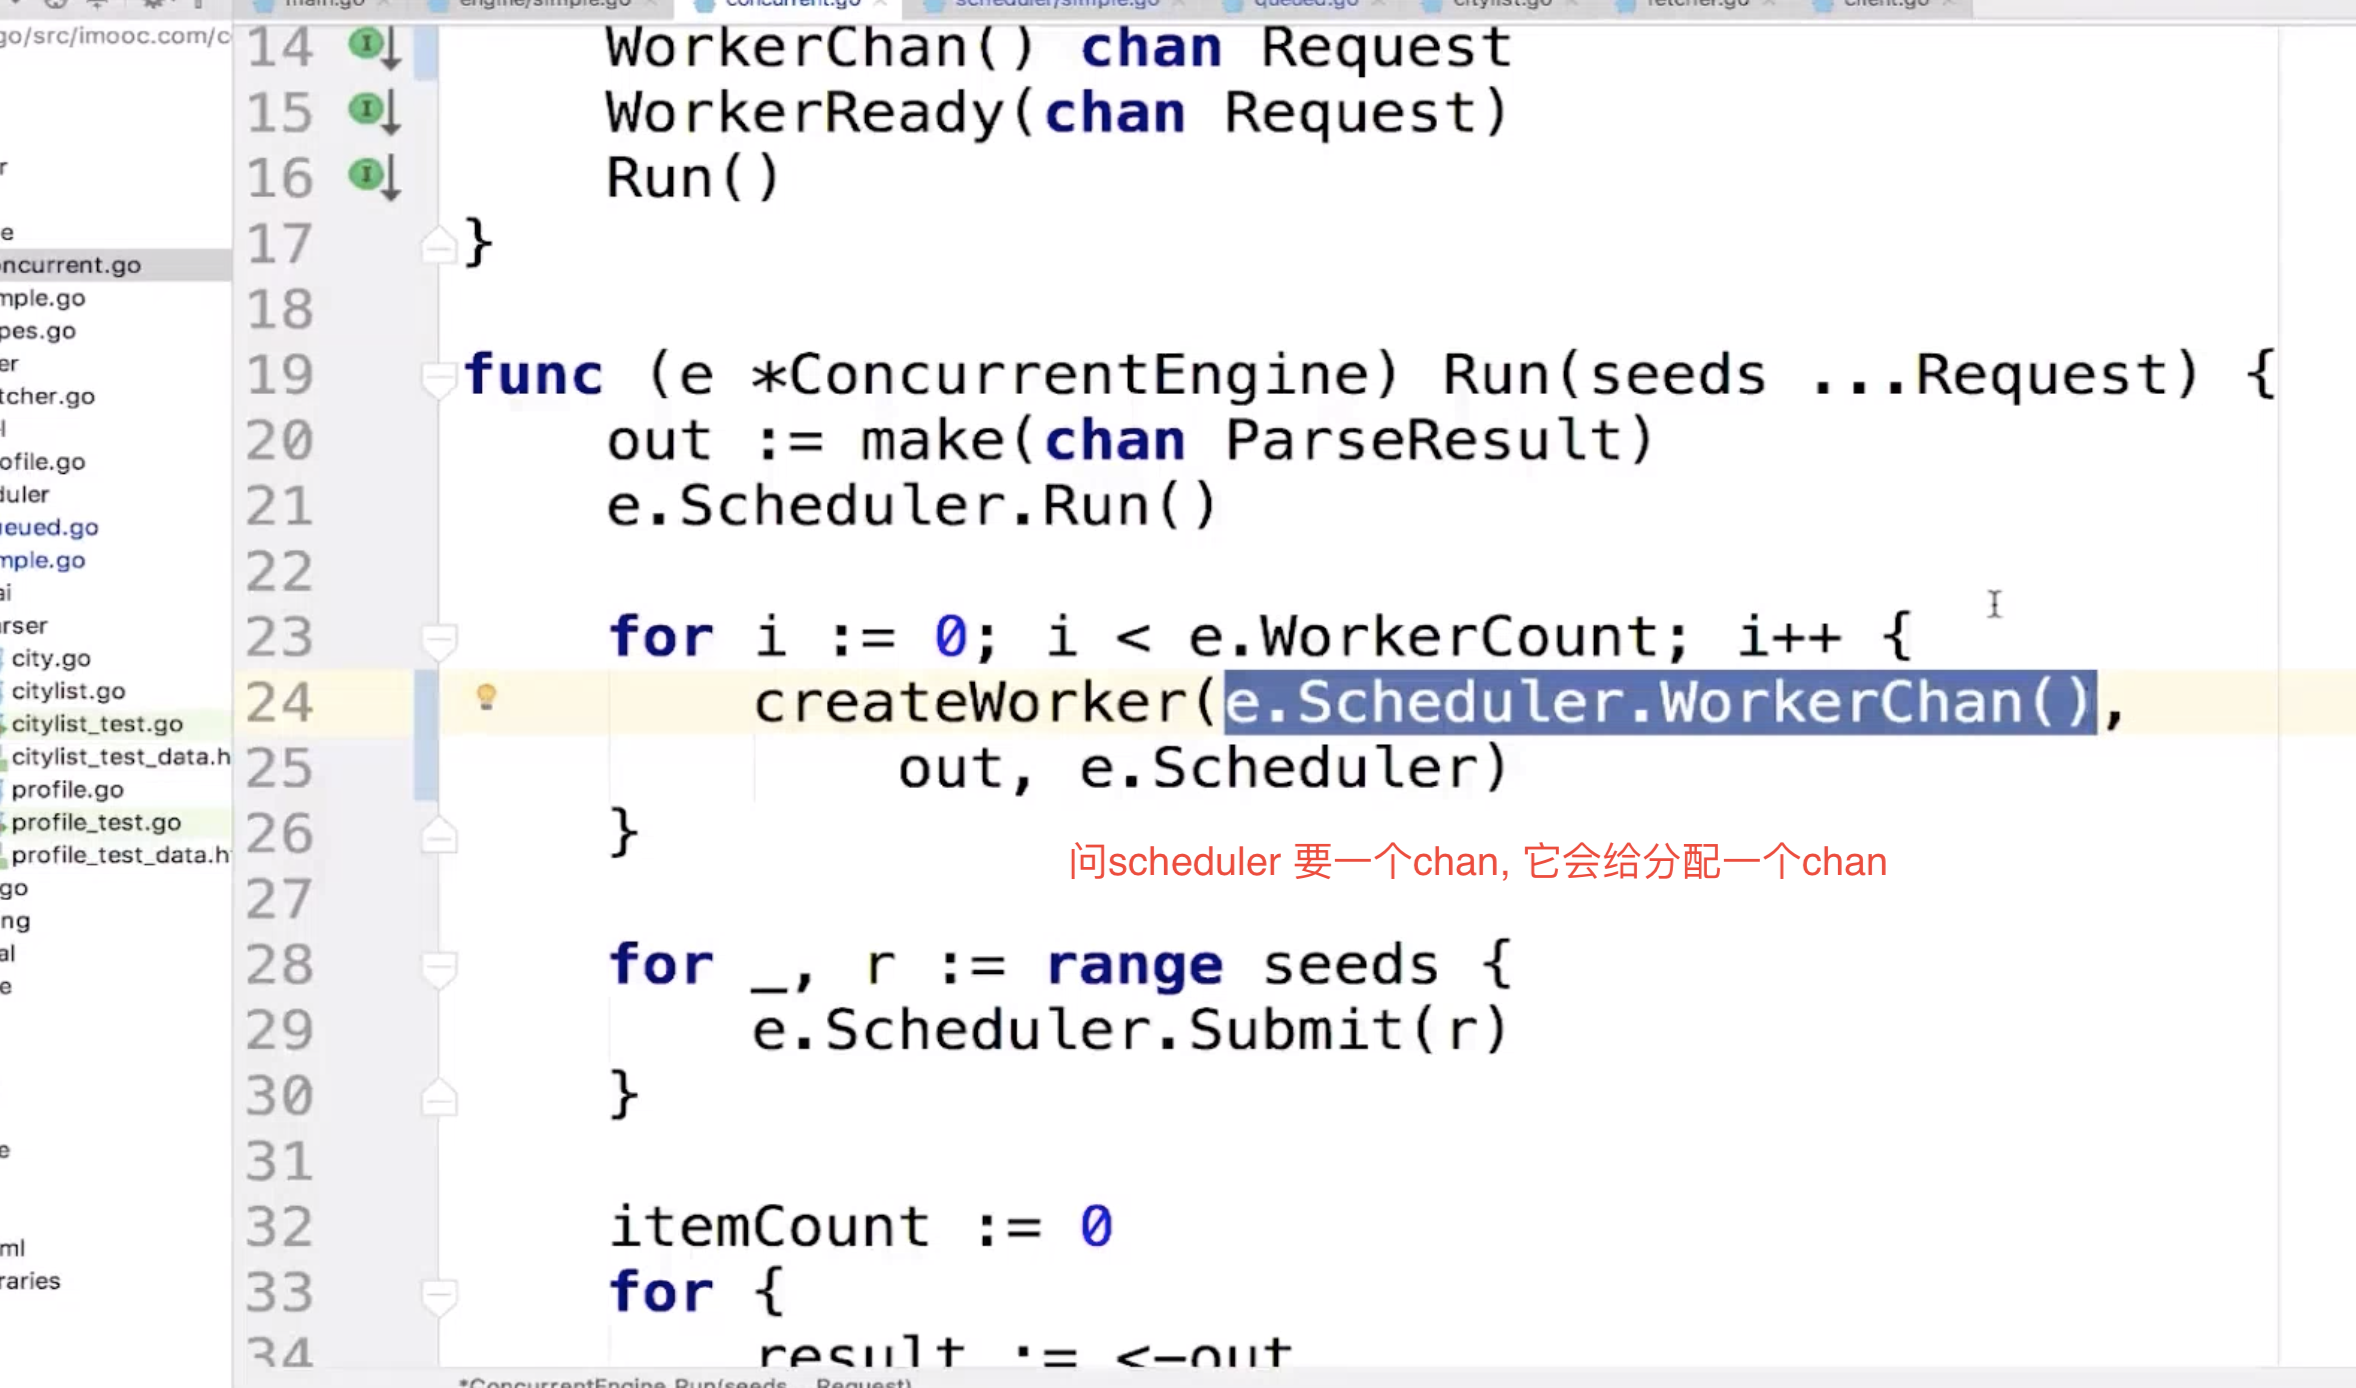 main.go
engine/simple.go
concurrent.go
scheduler/simple.go
queued.go
citylist.go
fetcher.go
client.go
go/src/imooc.com/c
r
e
oncurrent.go
mple.go
pes.go
er
tcher.go
l
ofile.go
duler
ueued.go
mple.go
ai
arser
city.go
citylist.go
citylist_test.go
citylist_test_data.h
profile.go
profile_test.go
profile_test_data.h
go
ng
al
e
e
ml
raries
14 WorkerChan() chan Request
15 WorkerReady(chan Request)
16 Run()
17 }
18
19 func (e *ConcurrentEngine) Run(seeds ...Request) {
20 out := make(chan ParseResult)
21 e.Scheduler.Run()
22
23 for i := 0; i < e.WorkerCount; i++ {
24 createWorker(e.Scheduler.WorkerChan(),
25 out, e.Scheduler)
26 }
问scheduler 要一个chan, 它会给分配一个chan
27
28 for _, r := range seeds {
29 e.Scheduler.Submit(r)
30 }
31
32 itemCount := 0
33 for {
34 result := <-out
*ConcurrentEngine.Run(seeds ...Request)